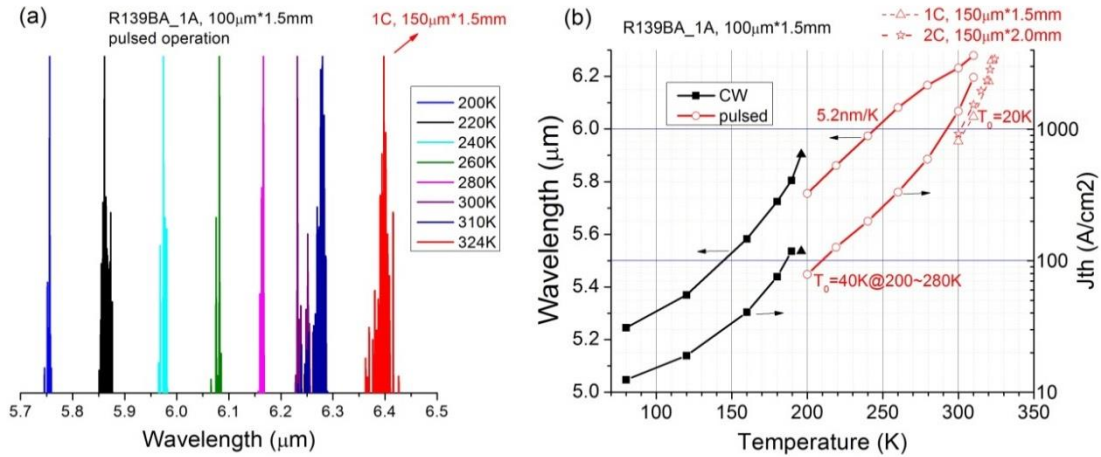 (a)
R139BA_1A, 100μm*1.5mm
pulsed operation
1C, 150μm*1.5mm
200K
220K
240K
260K
280K
300K
310K
324K
5.7 5.8 5.9 6.0 6.1 6.2 6.3 6.4 6.5
Wavelength (μm)
(b)
R139BA_1A, 100μm*1.5mm
1C, 150μm*1.5mm
2C, 150μm*2.0mm
CW
pulsed
5.2nm/K
T0=20K
T0=40K@200~280K
6.2
6.0
5.8
5.6
5.4
5.2
5.0
Wavelength (μm)
1000
100
10
Jth (A/cm2)
100 150 200 250 300 350
Temperature (K)